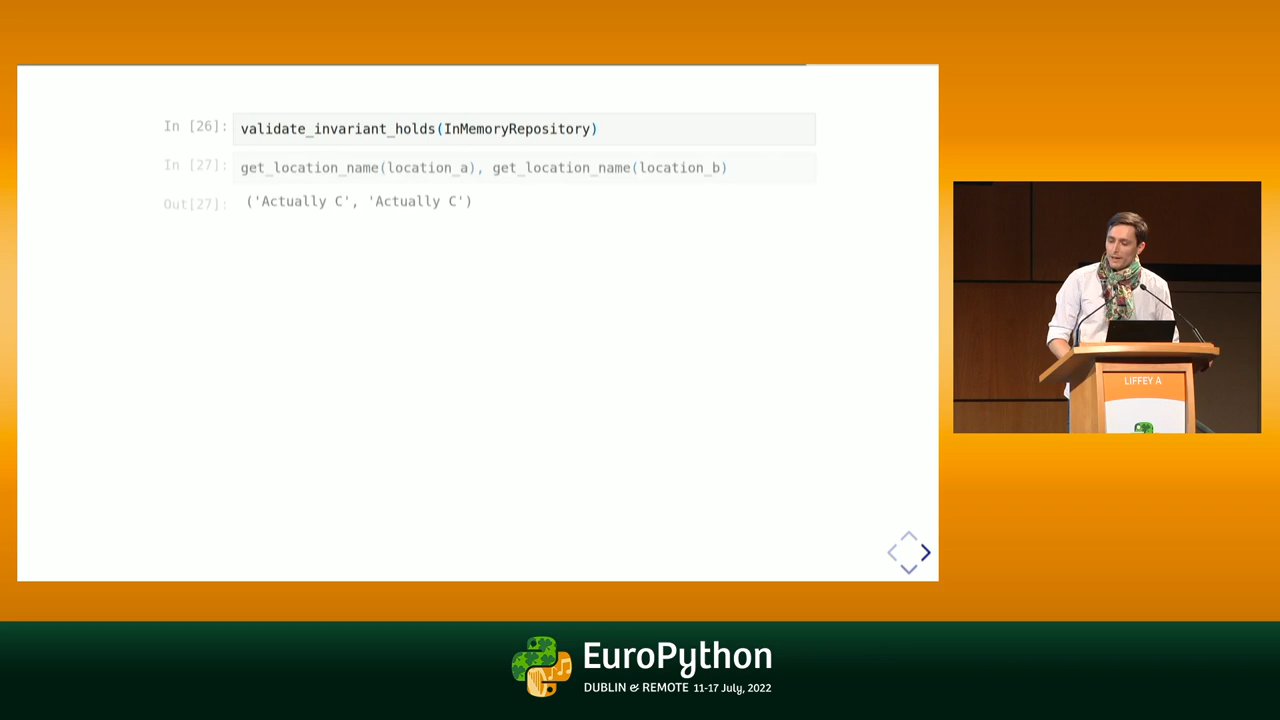 In [26]: validate_invariant_holds(InMemoryRepository)
In [27]: get_location_name(location_a), get_location_name(location_b)
Out[27]: ('Actually C', 'Actually C')
LIFFEY A
EuroPython
DUBLIN & REMOTE 11-17 July, 2022